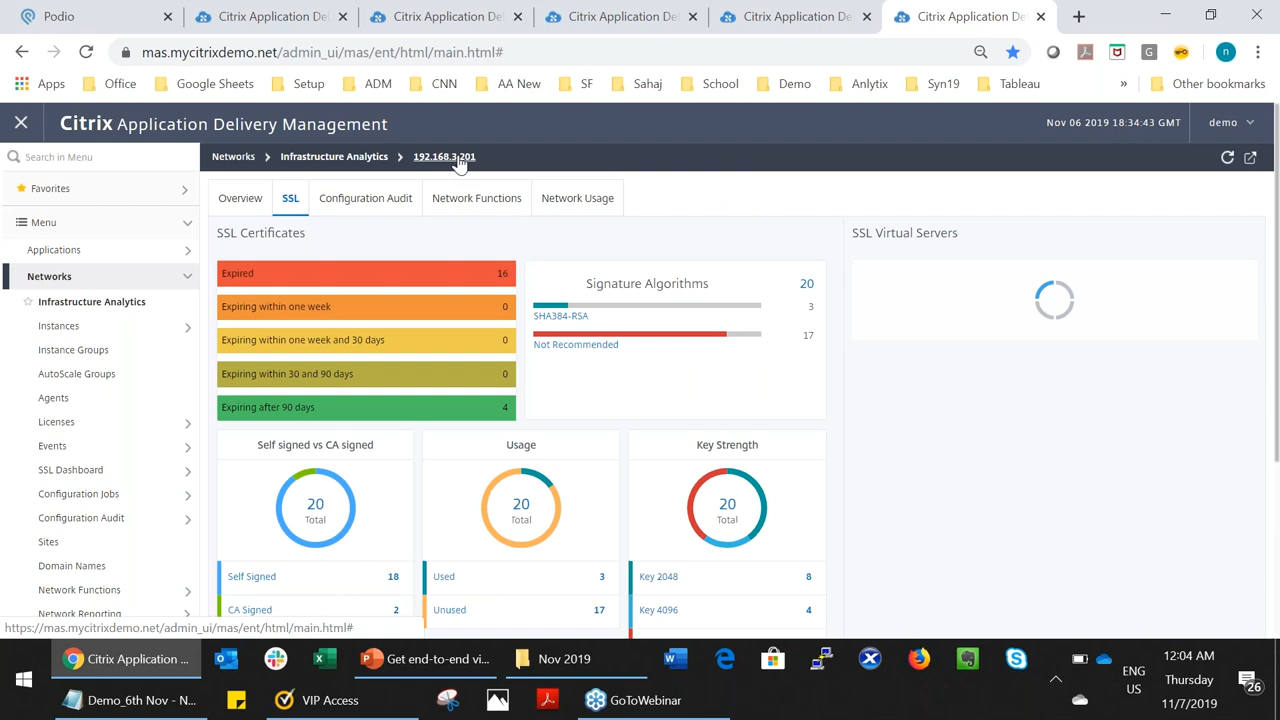 Podio
Citrix Application Del
Citrix Application Del
Citrix Application Del
Citrix Application Del
Citrix Application De
mas.mycitrixdemo.net/admin_ui/mas/ent/html/main.html#
G
n
Apps
Office
Google Sheets
Setup
ADM
CNN
AA New
SF
Sahaj
School
Demo
Anlytix
Syn19
Tableau
»
Other bookmarks
Citrix Application Delivery Management
Nov 06 2019 18:34:43 GMT
demo
Search in Menu
Networks
Infrastructure Analytics
192.168.3.201
Favorites
Menu
Applications
Networks
Infrastructure Analytics
Instances
Instance Groups
AutoScale Groups
Agents
Licenses
Events
SSL Dashboard
Configuration Jobs
Configuration Audit
Sites
Domain Names
Network Functions
Network Reporting
Overview
SSL
Configuration Audit
Network Functions
Network Usage
SSL Certificates
Expired 16
Expiring within one week 0
Expiring within one week and 30 days 0
Expiring within 30 and 90 days 0
Expiring after 90 days 4
Signature Algorithms 20
3
SHA384-RSA
17
Not Recommended
SSL Virtual Servers
Self signed vs CA signed
20
Total
Self Signed 18
CA Signed 2
Usage
20
Total
Used 3
Unused 17
Key Strength
20
Total
Key 2048 8
Key 4096 4
https://mas.mycitrixdemo.net/admin_ui/mas/ent/html/main.html#
Citrix Application ...
Get end-to-end vi...
Nov 2019
ENG
US
12:04 AM
Thursday
11/7/2019
26
Demo_6th Nov - N...
VIP Access
GoToWebinar